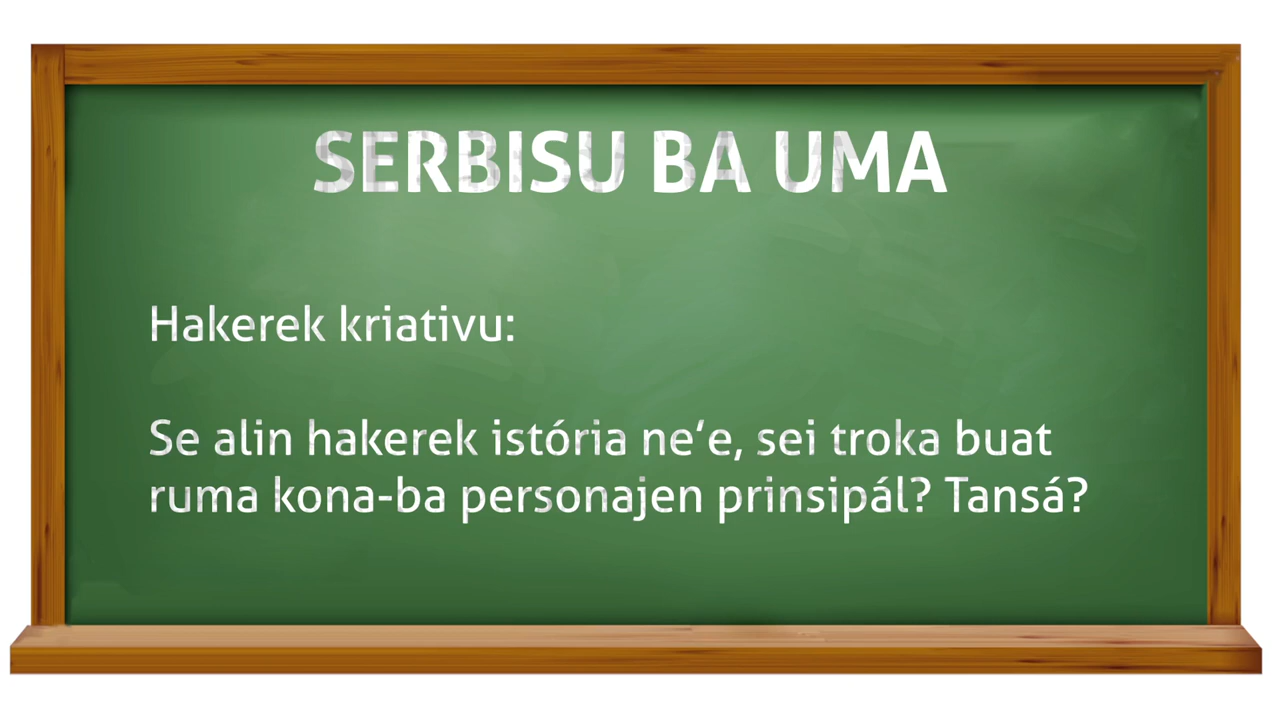 SERBISU BA UMA
Hakerek kriativu:
Se alin hakerek istória ne‘e, sei troka buat
ruma kona-ba personajen prinsipál? Tansá?